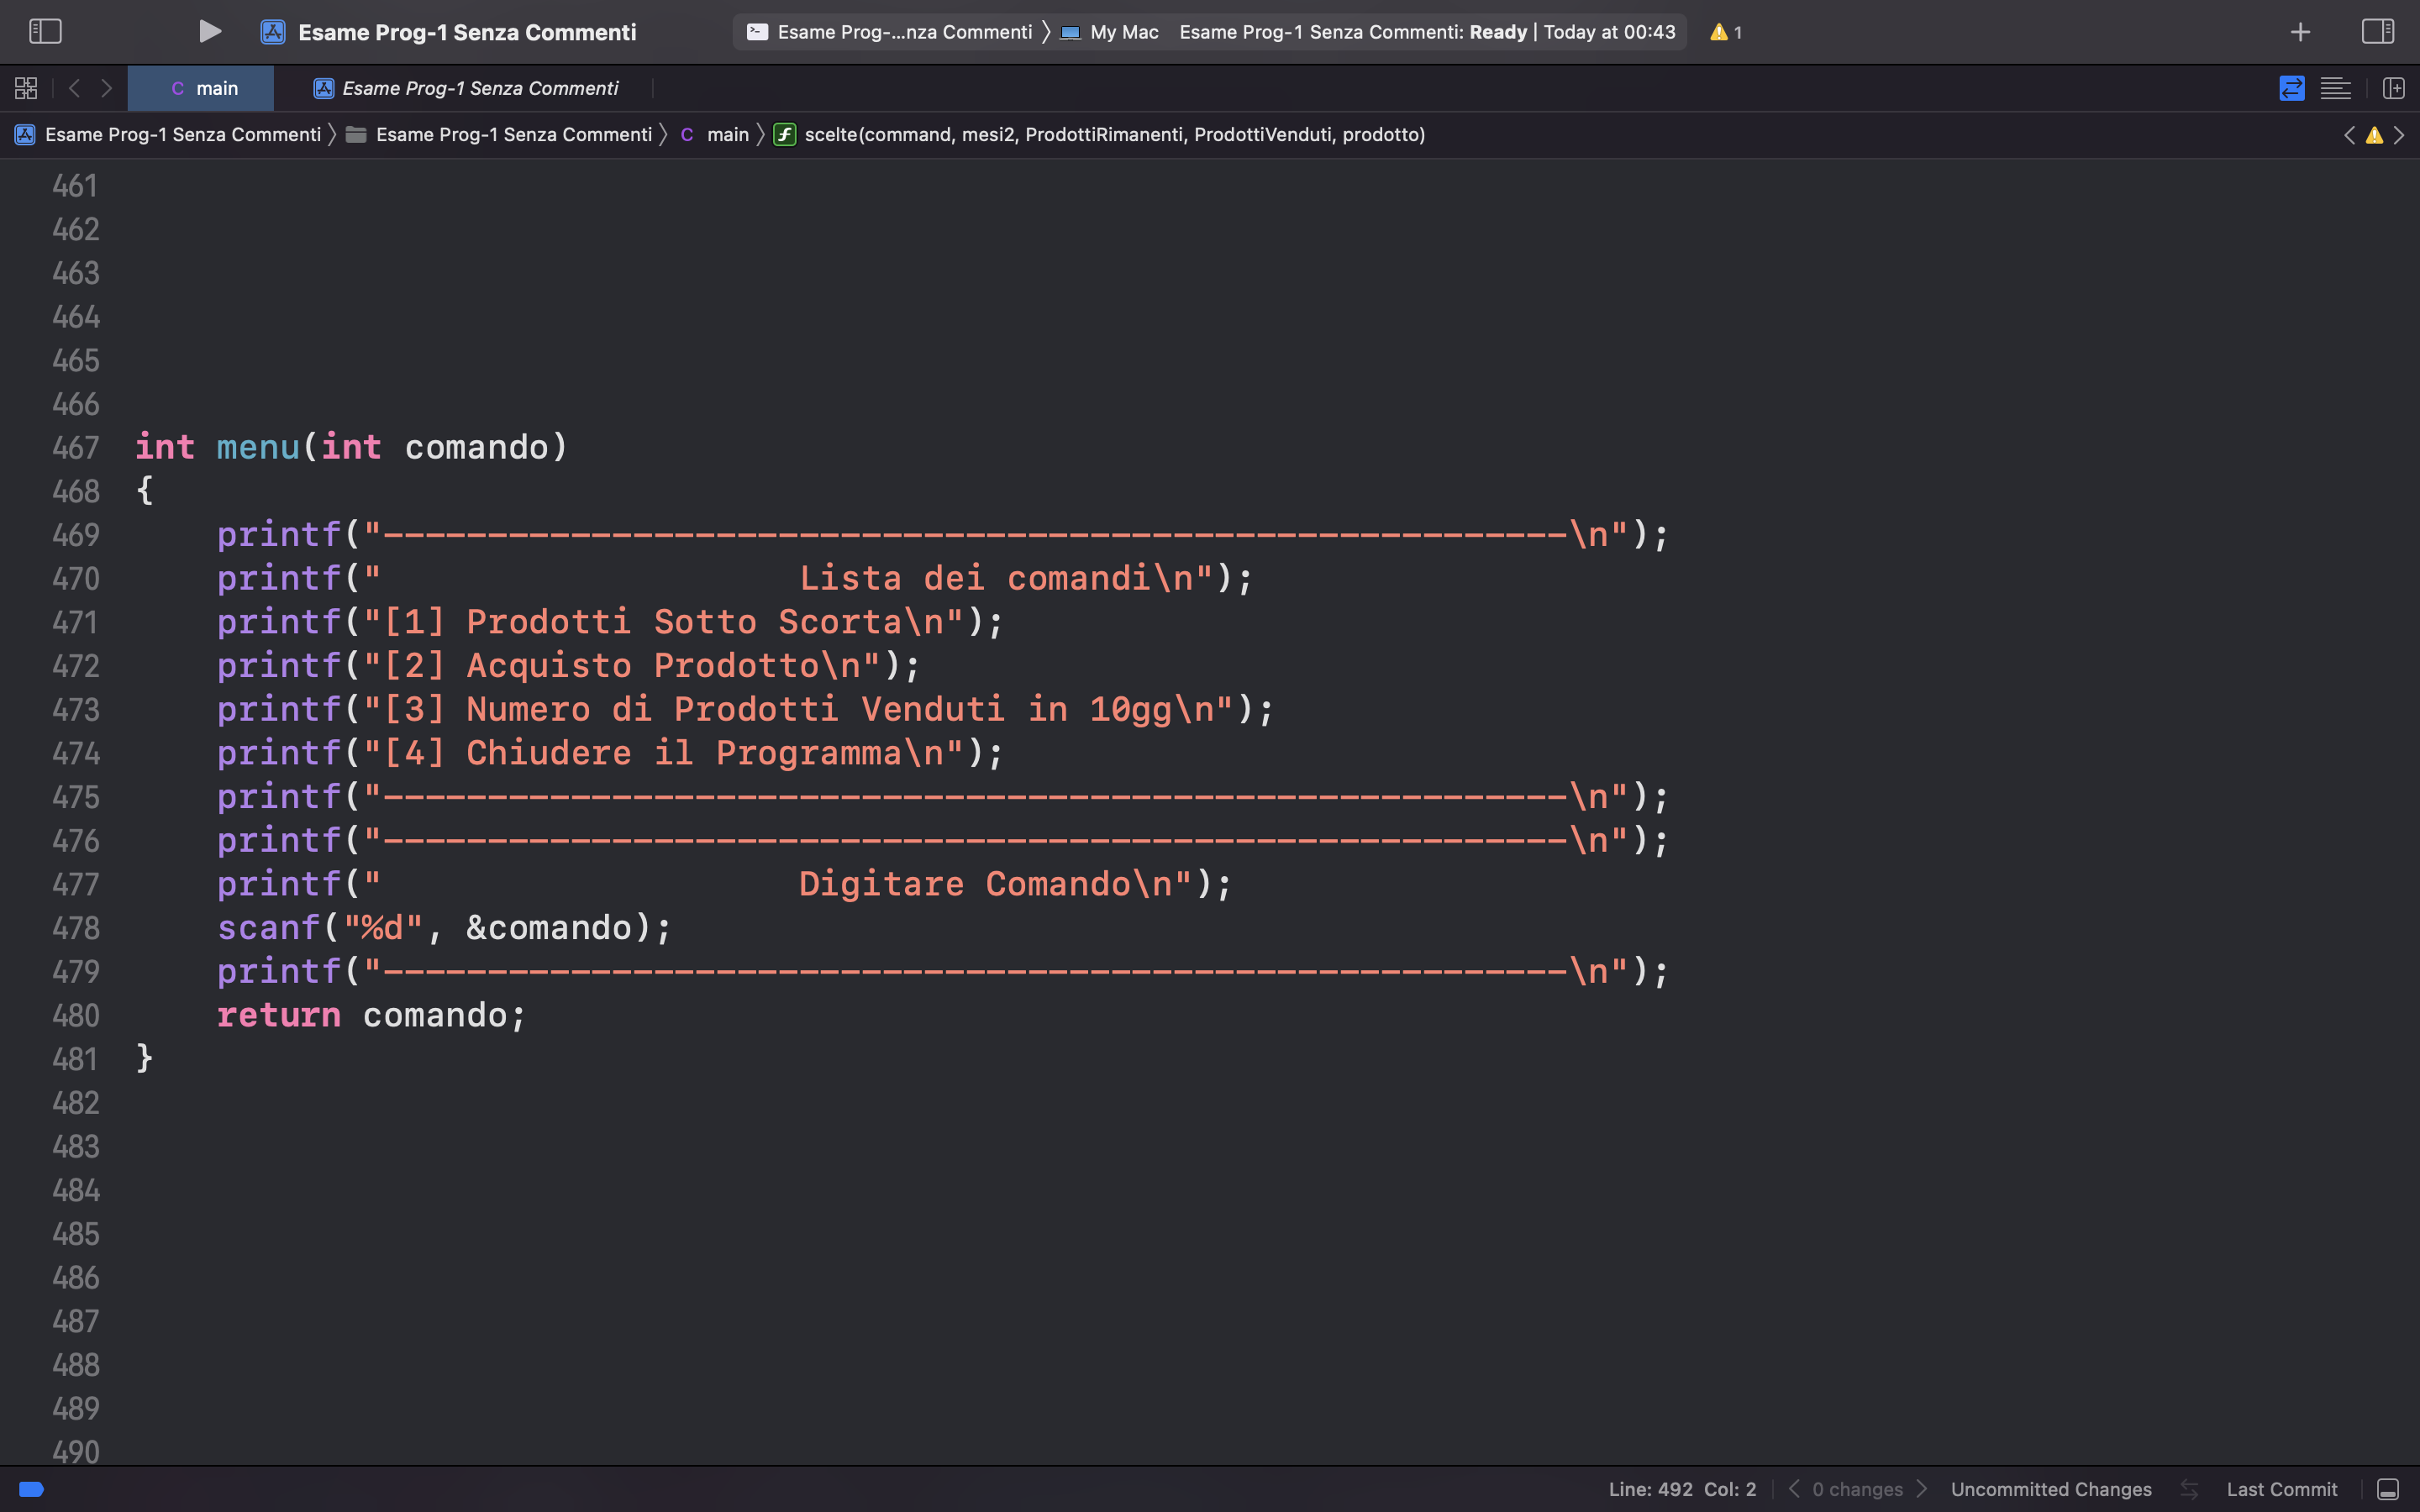 Esame Prog-1 Senza Commenti
Esame Prog-...nza Commenti My Mac Esame Prog-1 Senza Commenti: Ready | Today at 00:43 1
C main Esame Prog-1 Senza Commenti
Esame Prog-1 Senza Commenti Esame Prog-1 Senza Commenti C main f scelte(command, mesi2, ProdottiRimanenti, ProdottiVenduti, prodotto)
461
462
463
464
465
466
467 int menu(int comando)
468 {
469     printf("---------------------------------------------------------\n");
470     printf("                    Lista dei comandi\n");
471     printf("[1] Prodotti Sotto Scorta\n");
472     printf("[2] Acquisto Prodotto\n");
473     printf("[3] Numero di Prodotti Venduti in 10gg\n");
474     printf("[4] Chiudere il Programma\n");
475     printf("---------------------------------------------------------\n");
476     printf("---------------------------------------------------------\n");
477     printf("                    Digitare Comando\n");
478     scanf("%d", &comando);
479     printf("---------------------------------------------------------\n");
480     return comando;
481 }
482
483
484
485
486
487
488
489
490
Line: 492 Col: 2 0 changes Uncommitted Changes Last Commit